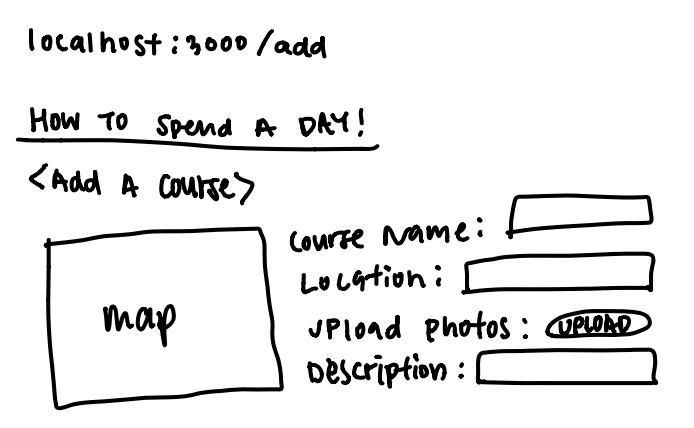 localhost:3000/add
HOW TO Spend A DAY!
<Add A Course>
map
Course Name:
Location:
Upload photos: UPLOAD
Description: